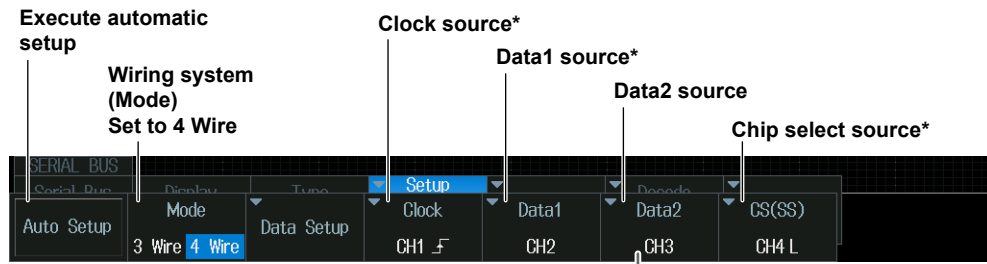 Execute automatic
setup
Clock source*
Data1 source*
Wiring system
(Mode)
Set to 4 Wire
Data2 source
Chip select source*
SERIAL BUS
Serial Bus Display Type Setup Decode
Auto Setup
Mode
3 Wire 4 Wire
Data Setup
Clock
CH1
Data1
CH2
Data2
CH3
CS(SS)
CH4 L